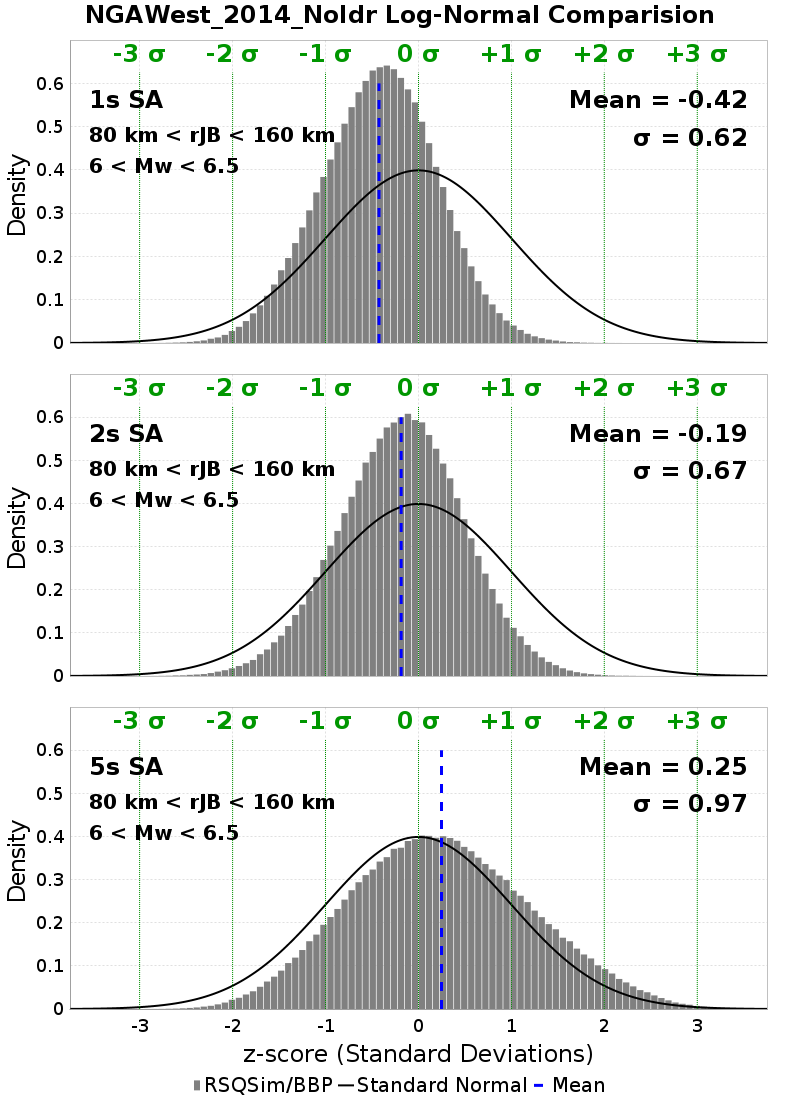 NGAWest_2014_NoIdr Log-Normal Comparision
-3 σ -2 σ -1 σ 0 σ +1 σ +2 σ +3 σ
1s SA
80 km < rJB < 160 km
6 < Mw < 6.5
Mean = -0.42
σ = 0.62
Density
0.6
0.5
0.4
0.3
0.2
0.1
0
-3 σ -2 σ -1 σ 0 σ +1 σ +2 σ +3 σ
2s SA
80 km < rJB < 160 km
6 < Mw < 6.5
Mean = -0.19
σ = 0.67
Density
0.6
0.5
0.4
0.3
0.2
0.1
0
-3 σ -2 σ -1 σ 0 σ +1 σ +2 σ +3 σ
5s SA
80 km < rJB < 160 km
6 < Mw < 6.5
Mean = 0.25
σ = 0.97
Density
0.6
0.5
0.4
0.3
0.2
0.1
0
-3 -2 -1 0 1 2 3
z-score (Standard Deviations)
RSQSim/BBP Standard Normal Mean